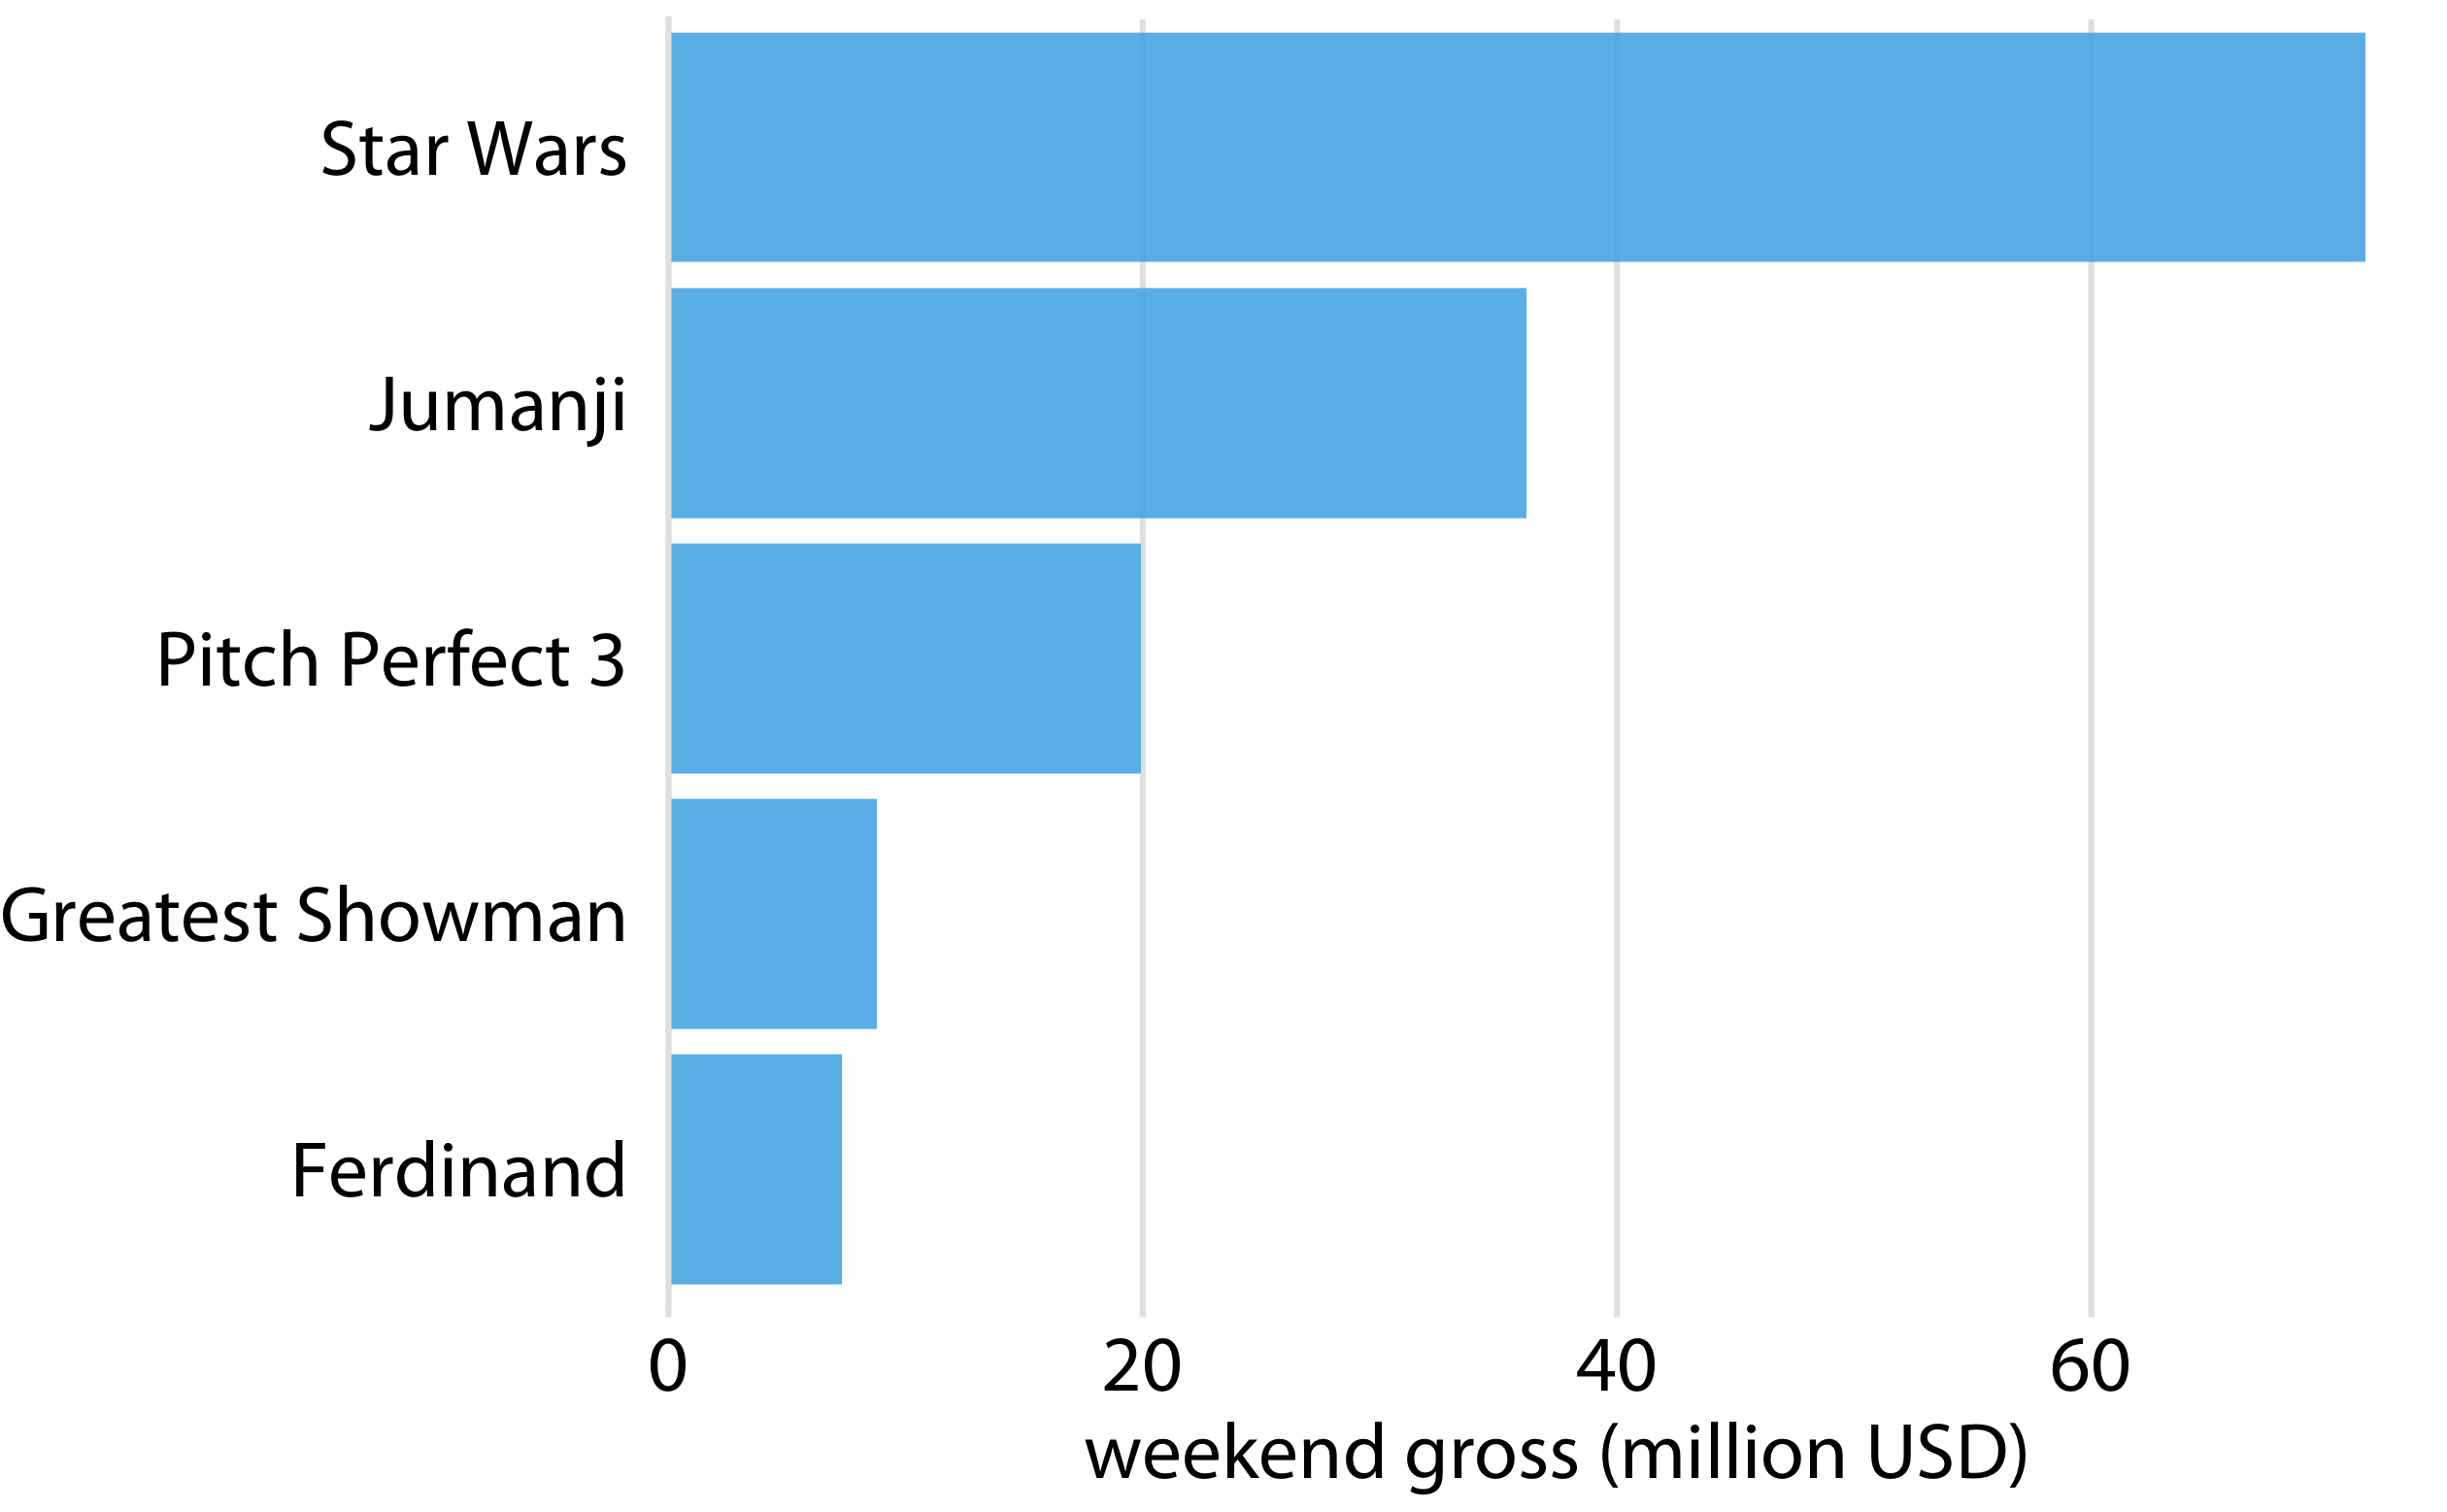 Star Wars
Jumanji
Pitch Perfect 3
Greatest Showman
Ferdinand
0 20 40 60
weekend gross (million USD)